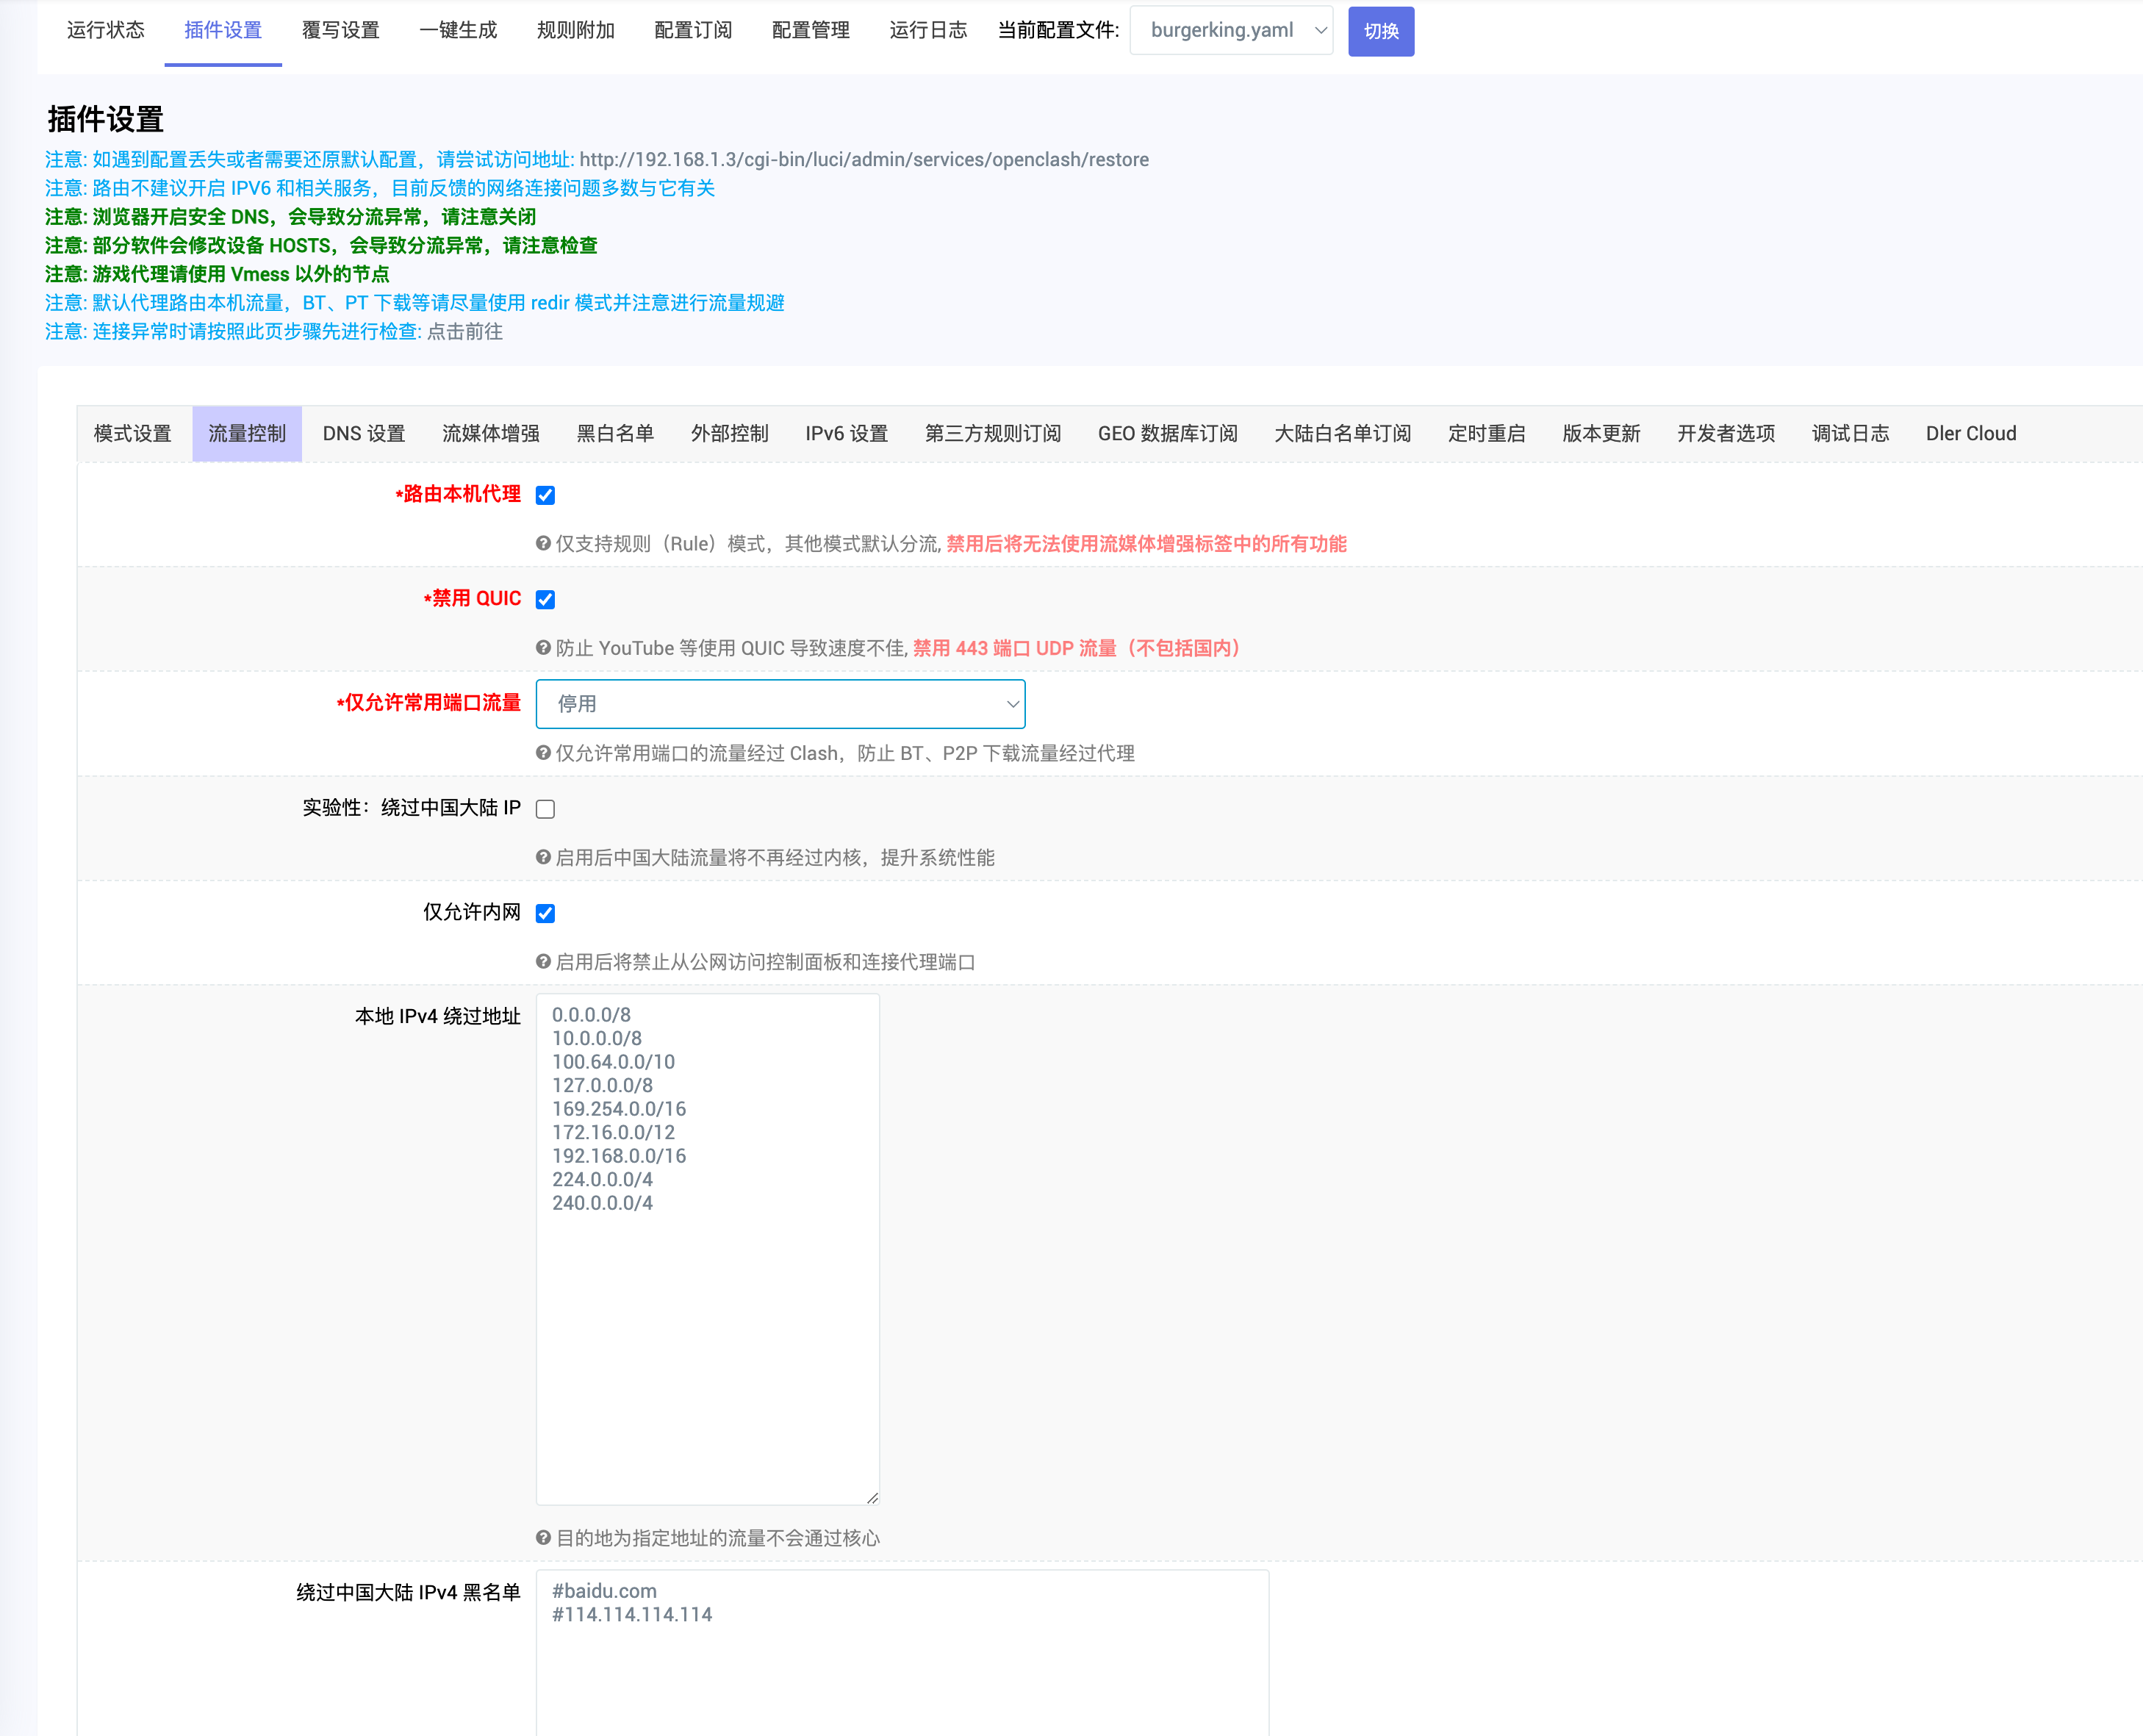 运行状态 插件设置 覆写设置 一键生成 规则附加 配置订阅 配置管理 运行日志 当前配置文件: burgerking.yaml 切换
插件设置
注意: 如遇到配置丢失或者需要还原默认配置，请尝试访问地址: http://192.168.1.3/cgi-bin/luci/admin/services/openclash/restore
注意: 路由不建议开启 IPV6 和相关服务，目前反馈的网络连接问题多数与它有关
注意: 浏览器开启安全 DNS，会导致分流异常，请注意关闭
注意: 部分软件会修改设备 HOSTS，会导致分流异常，请注意检查
注意: 游戏代理请使用 Vmess 以外的节点
注意: 默认代理路由本机流量，BT、PT 下载等请尽量使用 redir 模式并注意进行流量规避
注意: 连接异常时请按照此页步骤先进行检查: 点击前往
模式设置 流量控制 DNS 设置 流媒体增强 黑白名单 外部控制 IPv6 设置 第三方规则订阅 GEO 数据库订阅 大陆白名单订阅 定时重启 版本更新 开发者选项 调试日志 Dler Cloud
*路由本机代理
仅支持规则（Rule）模式，其他模式默认分流, 禁用后将无法使用流媒体增强标签中的所有功能
*禁用 QUIC
防止 YouTube 等使用 QUIC 导致速度不佳, 禁用 443 端口 UDP 流量（不包括国内）
*仅允许常用端口流量 停用
仅允许常用端口的流量经过 Clash，防止 BT、P2P 下载流量经过代理
实验性：绕过中国大陆 IP
启用后中国大陆流量将不再经过内核，提升系统性能
仅允许内网
启用后将禁止从公网访问控制面板和连接代理端口
本地 IPv4 绕过地址
0.0.0.0/8
10.0.0.0/8
100.64.0.0/10
127.0.0.0/8
169.254.0.0/16
172.16.0.0/12
192.168.0.0/16
224.0.0.0/4
240.0.0.0/4
目的地为指定地址的流量不会通过核心
绕过中国大陆 IPv4 黑名单
#baidu.com
#114.114.114.114